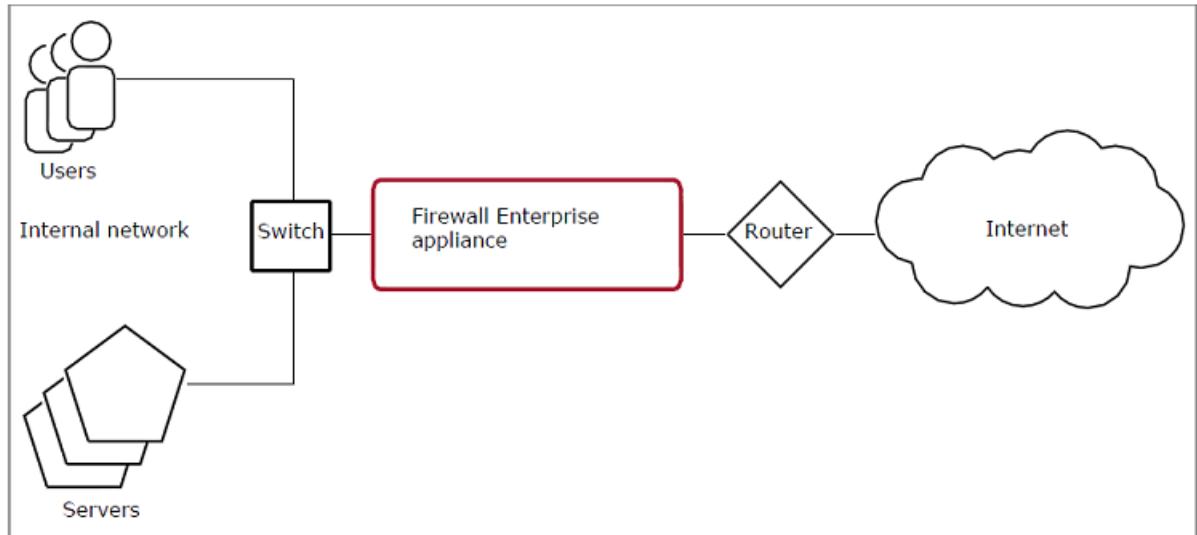 Users
Internal network
Switch
Firewall Enterprise
appliance
Router
Internet
Servers